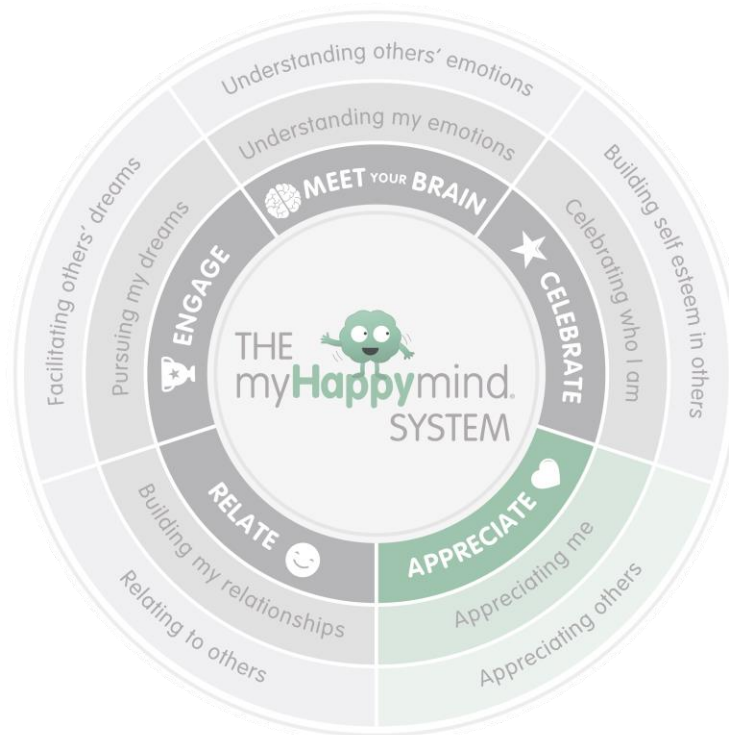 Understanding others' emotions
Understanding my emotions
MEET YOUR BRAIN
Building self esteem in others
Celebrating who I am
CELEBRATE
Appreciating others
Appreciating me
APPRECIATE
Relating to others
Building my relationships
RELATE
Facilitating others' dreams
Pursuing my dreams
ENGAGE
THE
myHappymind®
SYSTEM